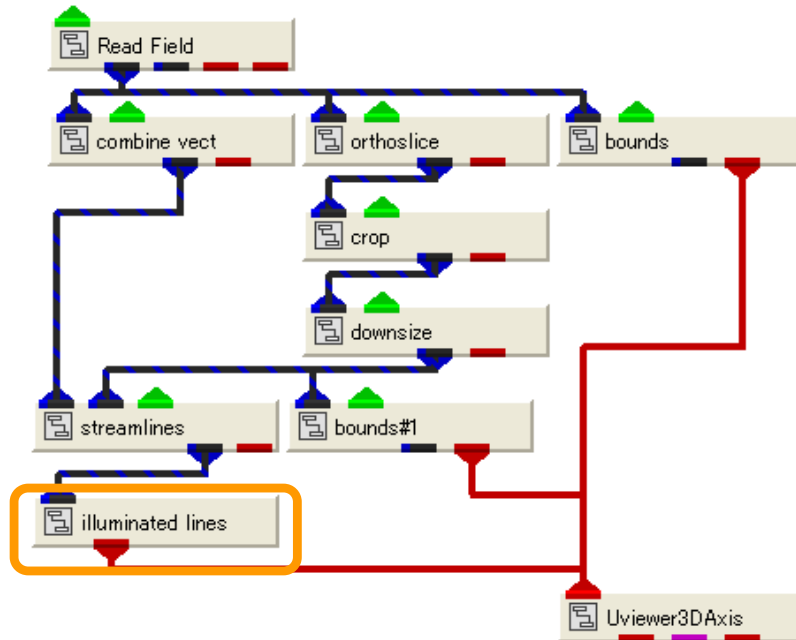 Read Field
combine vect
orthoslice
bounds
crop
downsize
streamlines
bounds#1
illuminated lines
Uviewer3DAxis